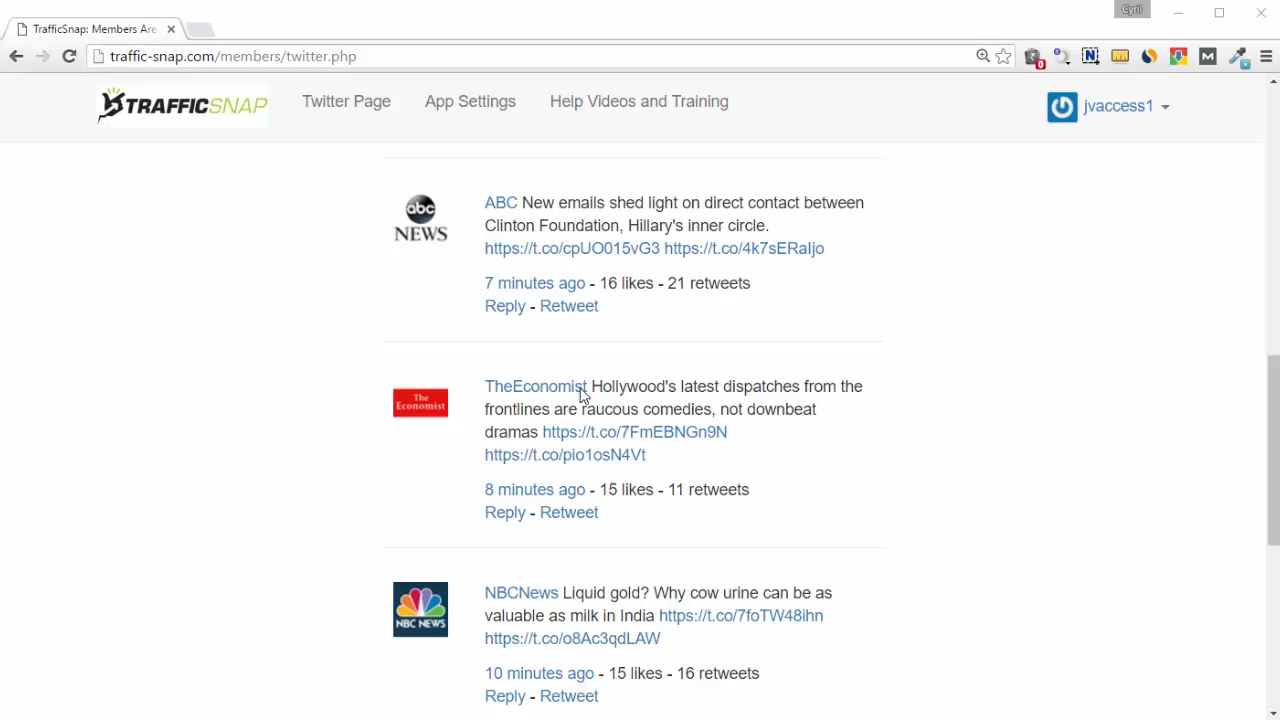 Cyril
TrafficSnap: Members Are
traffic-snap.com/members/twitter.php
0
N
M
TRAFFICSNAP
Twitter Page
App Settings
Help Videos and Training
jvaccess1
abc
NEWS
ABC New emails shed light on direct contact between
Clinton Foundation, Hillary's inner circle.
https://t.co/cpUO015vG3 https://t.co/4k7sERaIjo
7 minutes ago - 16 likes - 21 retweets
Reply - Retweet
The
Economist
TheEconomist Hollywood's latest dispatches from the
frontlines are raucous comedies, not downbeat
dramas https://t.co/7FmEBNGn9N
https://t.co/pio1osN4Vt
8 minutes ago - 15 likes - 11 retweets
Reply - Retweet
NBC NEWS
NBCNews Liquid gold? Why cow urine can be as
valuable as milk in India https://t.co/7foTW48ihn
https://t.co/o8Ac3qdLAW
10 minutes ago - 15 likes - 16 retweets
Reply - Retweet